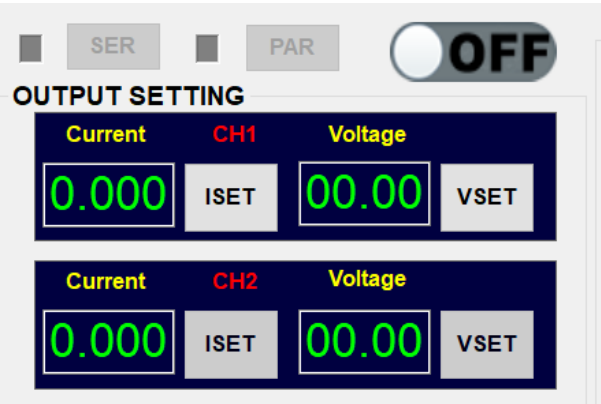 SER PAR OFF
OUTPUT SETTING
Current CH1 Voltage
0.000 ISET 00.00 VSET
Current CH2 Voltage
0.000 ISET 00.00 VSET